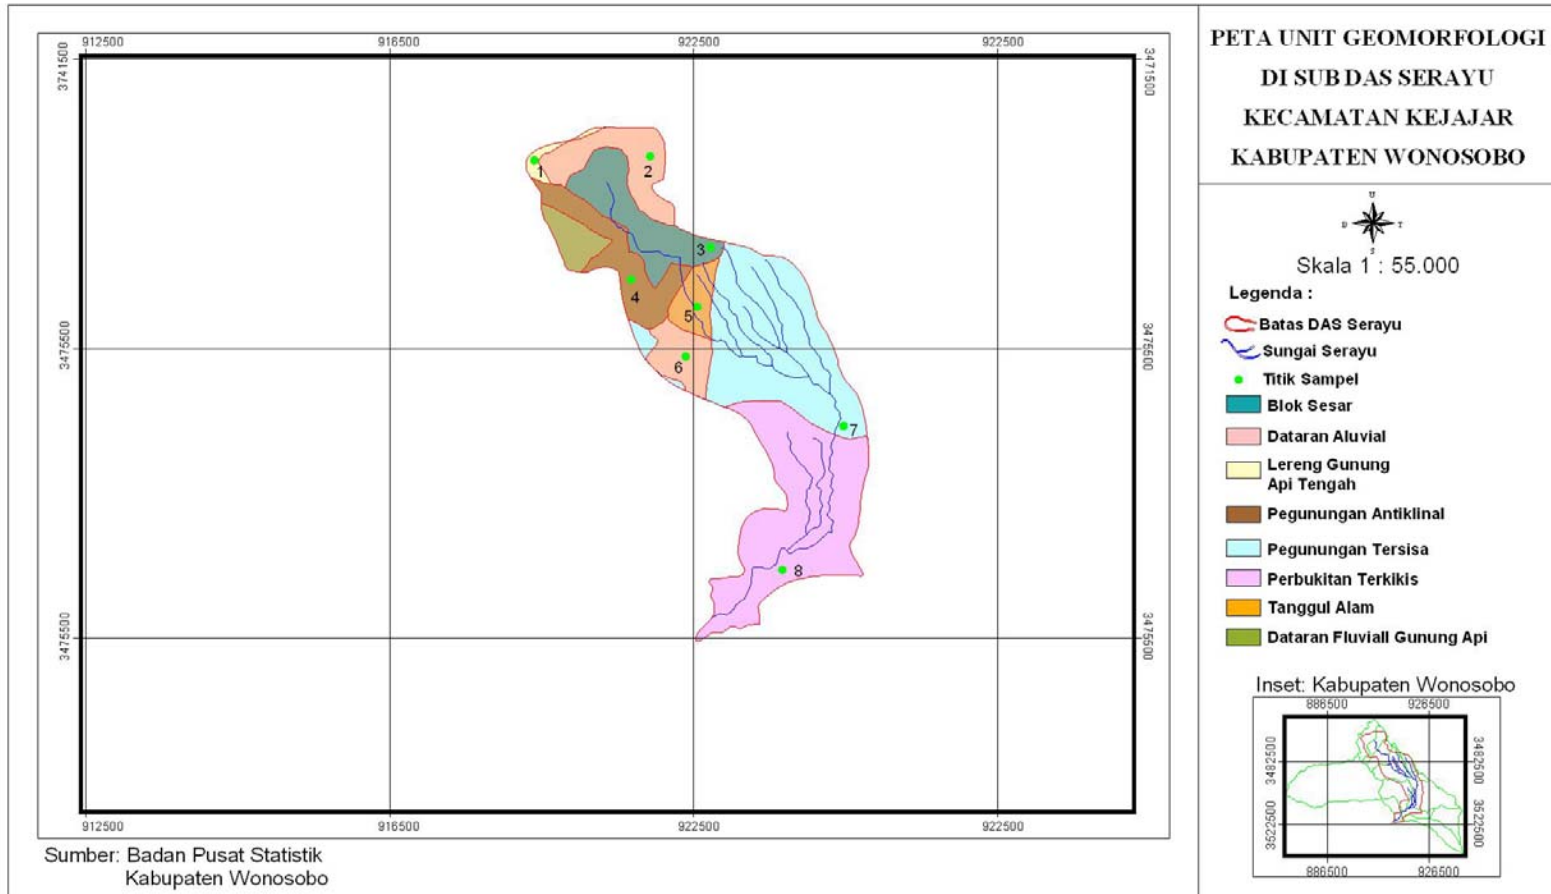 PETA UNIT GEOMORFOLOGI
DI SUB DAS SERAYU
KECAMATAN KEJAJAR
KABUPATEN WONOSOBO
U
B
T
S
Skala 1 : 55.000
Legenda :
Batas DAS Serayu
Sungai Serayu
Titik Sampel
Blok Sesar
Dataran Aluvial
Lereng Gunung
Api Tengah
Pegunungan Antiklinal
Pegunungan Tersisa
Perbukitan Terkikis
Tanggul Alam
Dataran Fluviall Gunung Api
Inset: Kabupaten Wonosobo
886500 926500
3482500
3482500
3522500
3522500
886500 926500
912500 916500 922500 922500
3741500
3471500
1
2
3
4
5
3475500
3475500
6
7
8
3475500
3475500
912500 916500 922500 922500
Sumber: Badan Pusat Statistik
Kabupaten Wonosobo